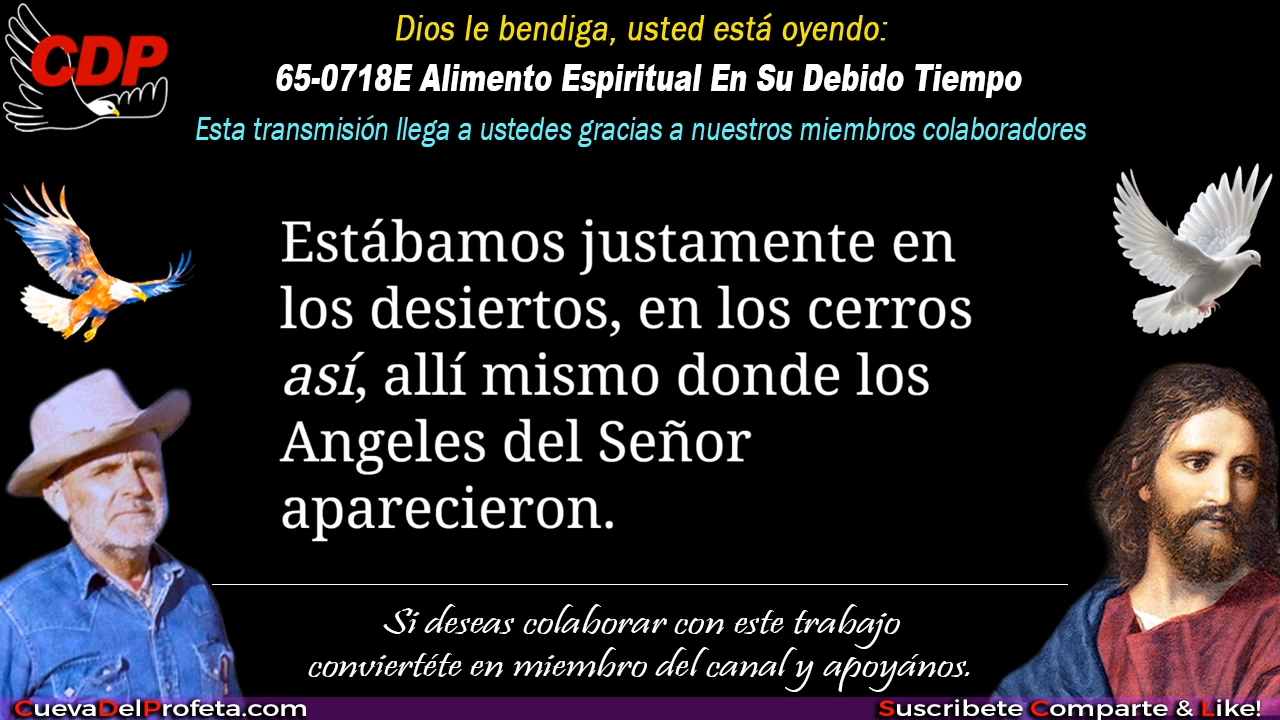 CDP
Dios le bendiga, usted está oyendo:
65-0718E Alimento Espiritual En Su Debido Tiempo
Esta transmisión llega a ustedes gracias a nuestros miembros colaboradores
Estábamos justamente en
los desiertos, en los cerros
así, allí mismo donde los
Angeles del Señor
aparecieron.
Si deseas colaborar con este trabajo
conviertéte en miembro del canal y apoyános.
CuevaDelProfeta.com
Suscribete Comparte & Like!